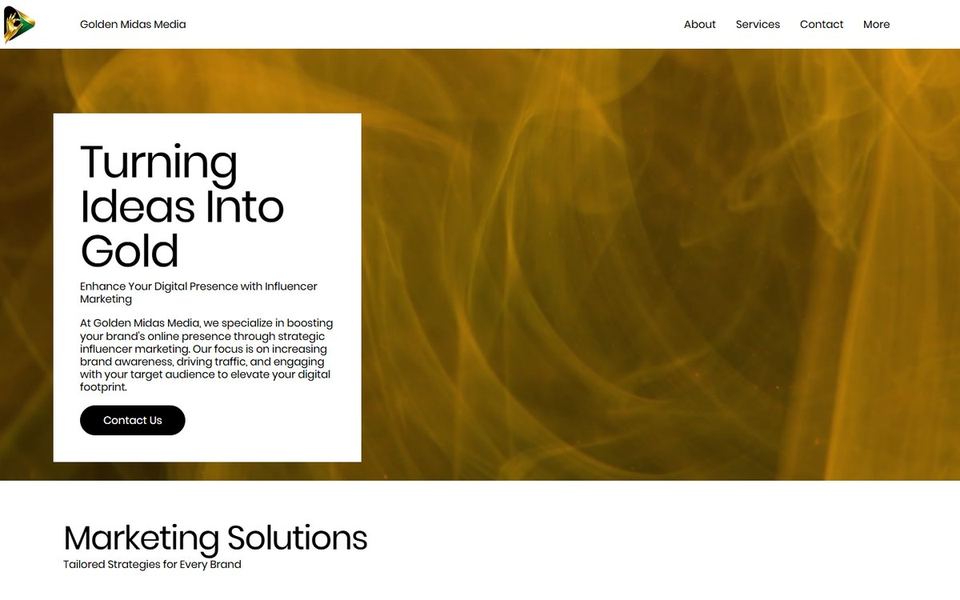 Golden Midas Media
About
Services
Contact
More
Turning
Ideas Into
Gold
Enhance Your Digital Presence with Influencer
Marketing
At Golden Midas Media, we specialize in boosting
your brand's online presence through strategic
influencer marketing. Our focus is on increasing
brand awareness, driving traffic, and engaging
with your target audience to elevate your digital
footprint.
Contact Us
Marketing Solutions
Tailored Strategies for Every Brand